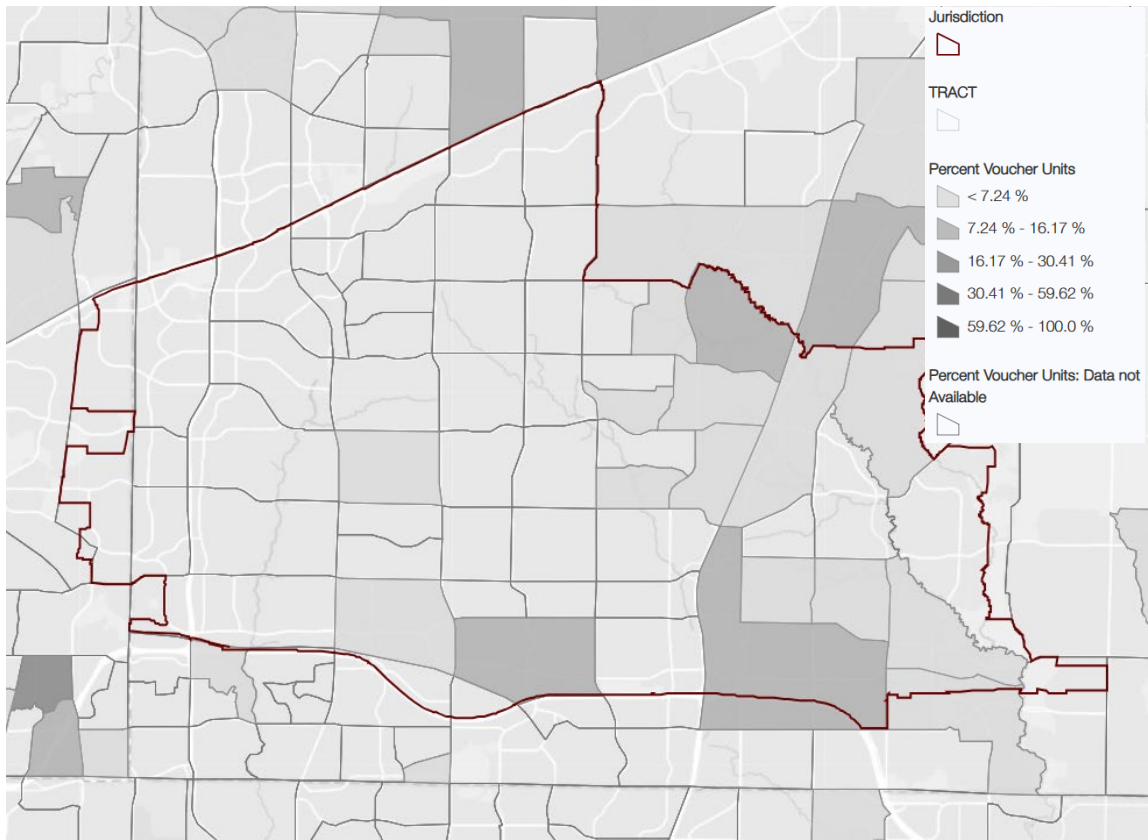 Jurisdiction
TRACT
Percent Voucher Units
< 7.24 %
7.24 % - 16.17 %
16.17 % - 30.41 %
30.41 % - 59.62 %
59.62 % - 100.0 %
Percent Voucher Units: Data not
Available